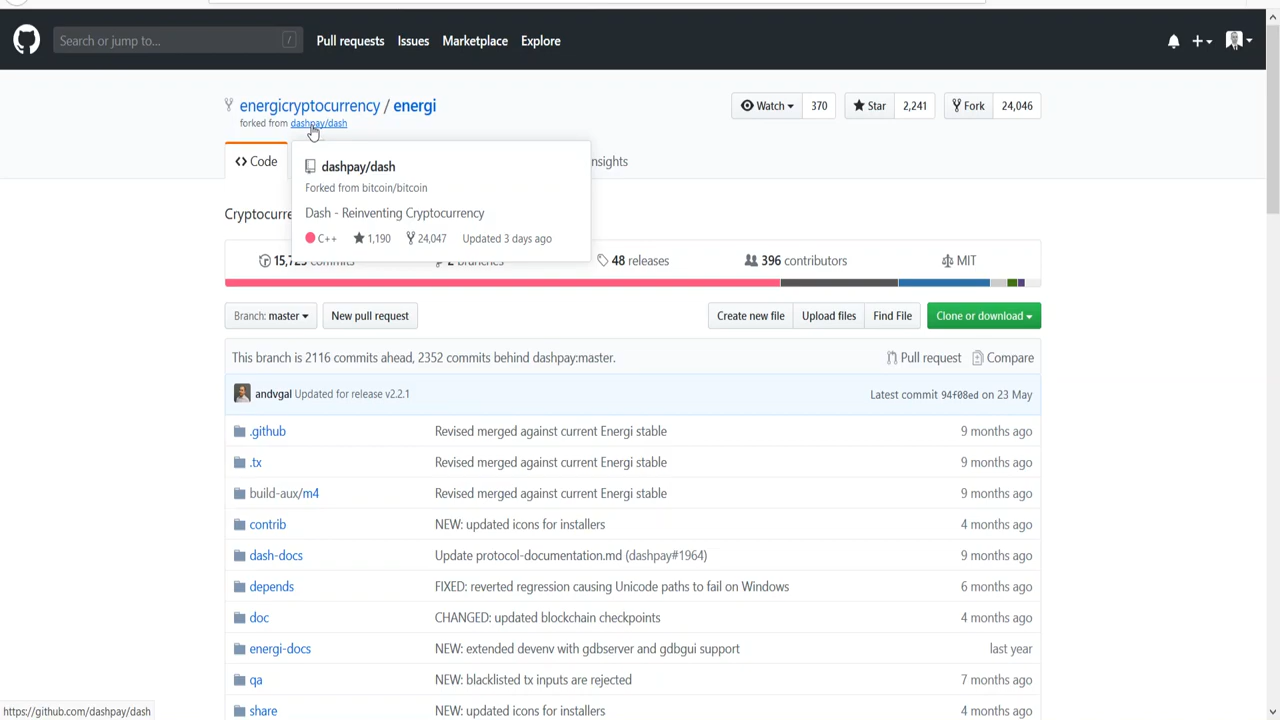 Search or jump to... /
Pull requests Issues Marketplace Explore
energicryptocurrency / energi
Watch 370 Star 2,241 Fork 24,046
forked from dashpay/dash
Code
nsights
dashpay/dash
Forked from bitcoin/bitcoin
Dash - Reinventing Cryptocurrency
C++ 1,190 24,047 Updated 3 days ago
Cryptocurre
48 releases 396 contributors MIT
Branch: master New pull request Create new file Upload files Find File Clone or download
This branch is 2116 commits ahead, 2352 commits behind dashpay:master. Pull request Compare
andvgal Updated for release v2.2.1 Latest commit 94f08ed on 23 May
.github Revised merged against current Energi stable 9 months ago
.tx Revised merged against current Energi stable 9 months ago
build-aux/m4 Revised merged against current Energi stable 9 months ago
contrib NEW: updated icons for installers 4 months ago
dash-docs Update protocol-documentation.md (dashpay#1964) 9 months ago
depends FIXED: reverted regression causing Unicode paths to fail on Windows 6 months ago
doc CHANGED: updated blockchain checkpoints 4 months ago
energi-docs NEW: extended devenv with gdbserver and gdbgui support last year
qa NEW: blacklisted tx inputs are rejected 7 months ago
share NEW: updated icons for installers 4 months ago
https://github.com/dashpay/dash